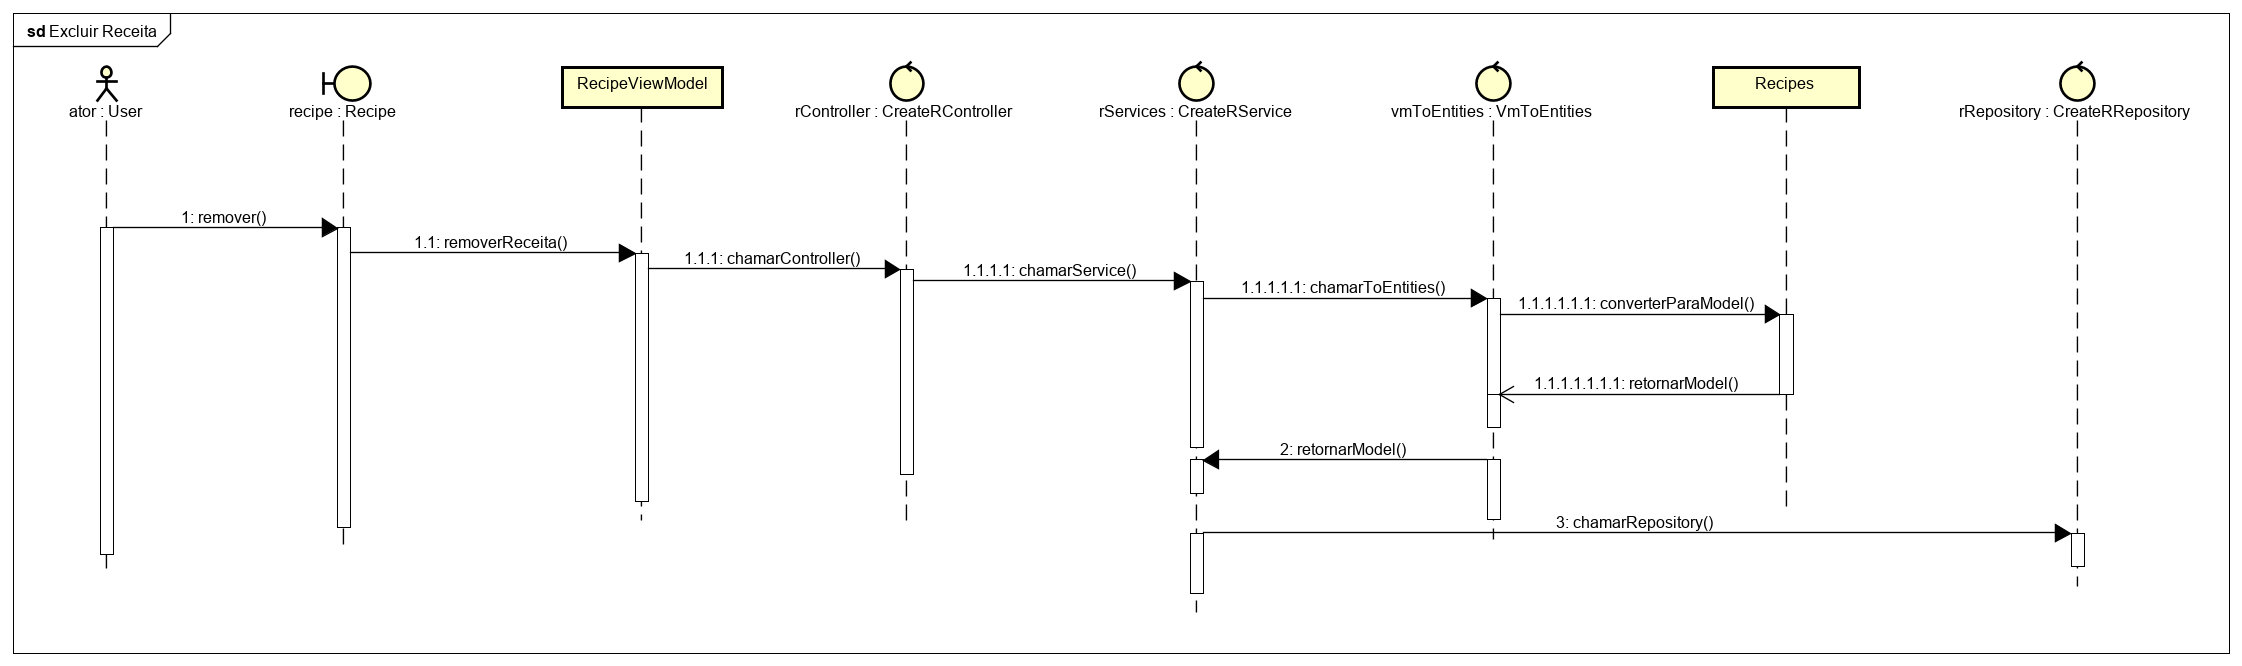 sd Excluir Receita
ator : User
recipe : Recipe
RecipeViewModel
rController : CreateRController
rServices : CreateRService
vmToEntities : VmToEntities
Recipes
rRepository : CreateRRepository
1: remover()
1.1: removerReceita()
1.1.1: chamarController()
1.1.1.1: chamarService()
1.1.1.1.1: chamarToEntities()
1.1.1.1.1.1: converterParaModel()
1.1.1.1.1.1.1: retornarModel()
2: retornarModel()
3: chamarRepository()